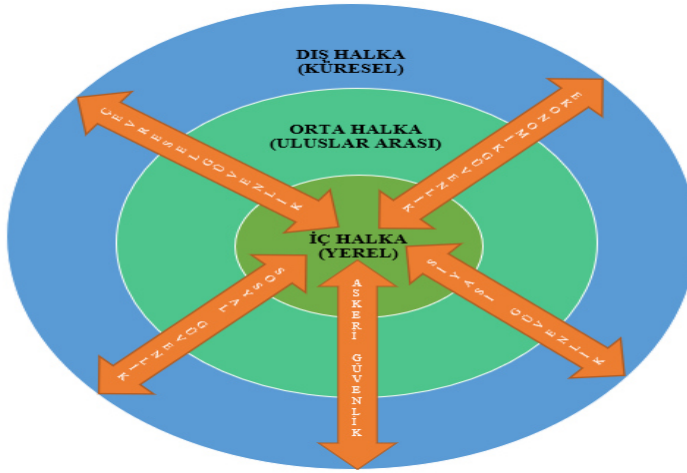 DIŞ HALKA
(KÜRESEL)
ORTA HALKA
(ULUSLAR ARASI)
İÇ HALKA
(YEREL)
ÇEVRESEL GÜVENLİK
EKONOMİK GÜVENLİK
SOSYAL GÜVENLİK
ASKERİ GÜVENLİK
SİYASİ GÜVENLİK